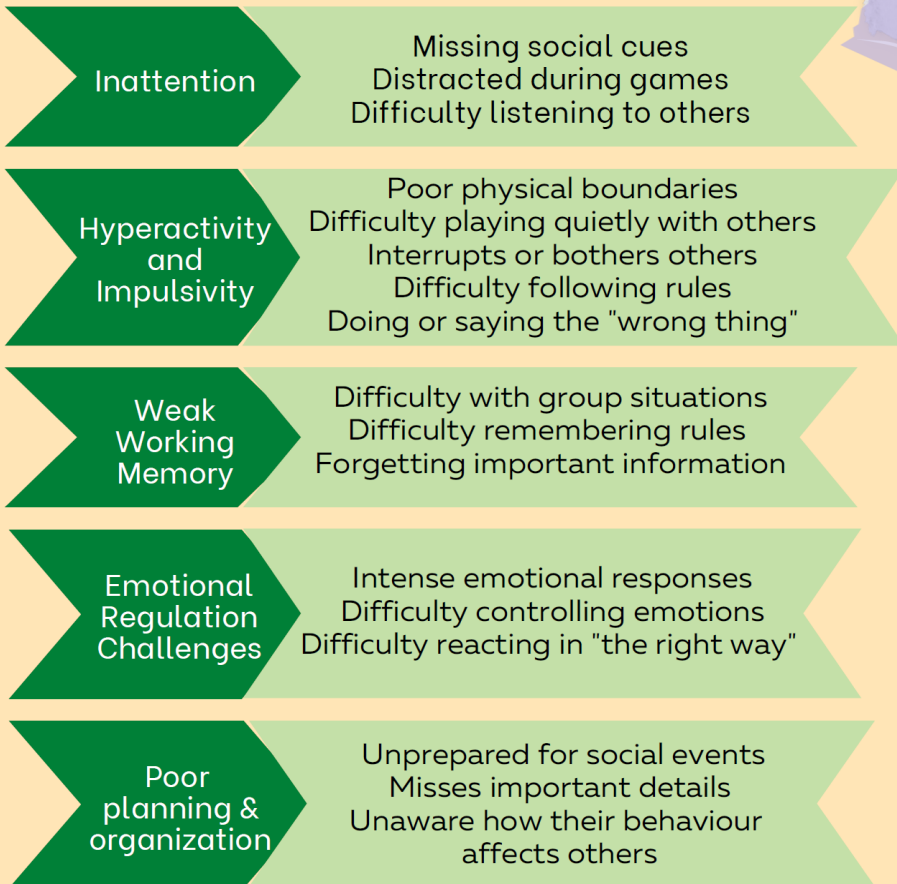 Inattention
Missing social cues
Distracted during games
Difficulty listening to others
Hyperactivity
and
Impulsivity
Poor physical boundaries
Difficulty playing quietly with others
Interrupts or bothers others
Difficulty following rules
Doing or saying the "wrong thing"
Weak
Working
Memory
Difficulty with group situations
Difficulty remembering rules
Forgetting important information
Emotional
Regulation
Challenges
Intense emotional responses
Difficulty controlling emotions
Difficulty reacting in "the right way"
Poor
planning &
organization
Unprepared for social events
Misses important details
Unaware how their behaviour
affects others